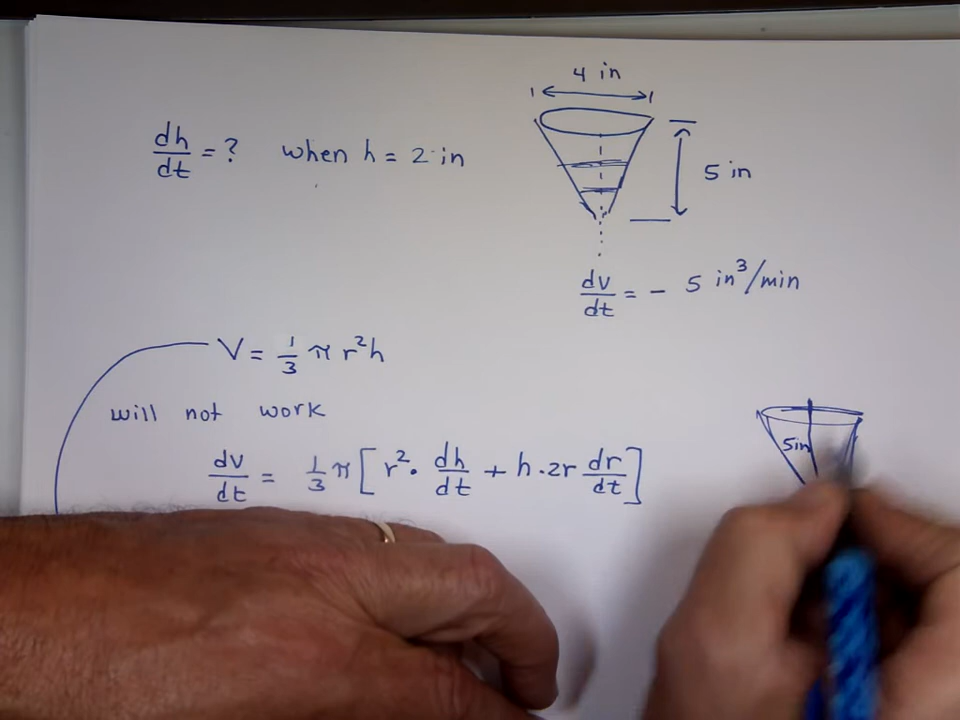 4 in
dh/dt = ? when h = 2 in
5 in
dv/dt = - 5 in³/min
V = 1/3 π r²h
will not work
5in
dv/dt = 1/3 π [ r² · dh/dt + h · 2r dr/dt ]